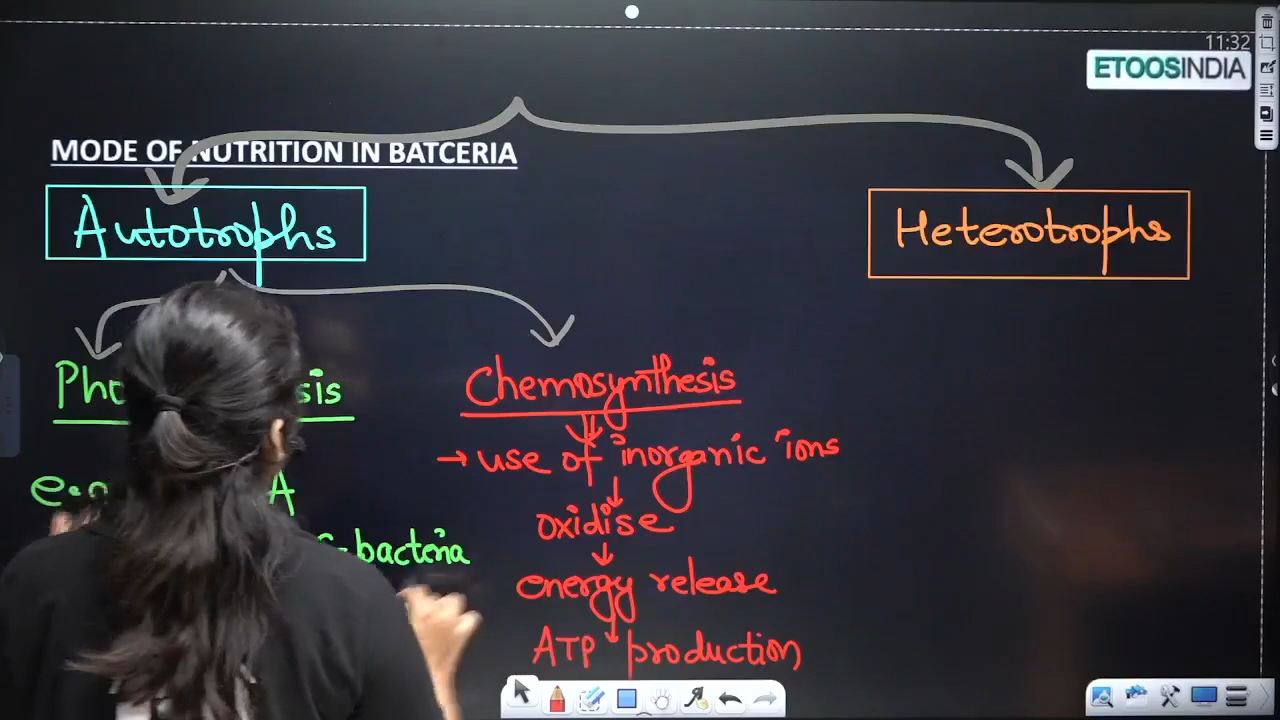 11:32
ETOOSINDIA
MODE OF NUTRITION IN BATCERIA
Autotrophs
Heterotrophs
Chemosynthesis
→ use of inorganic ions
oxidise
energy release
ATP production
bacteria